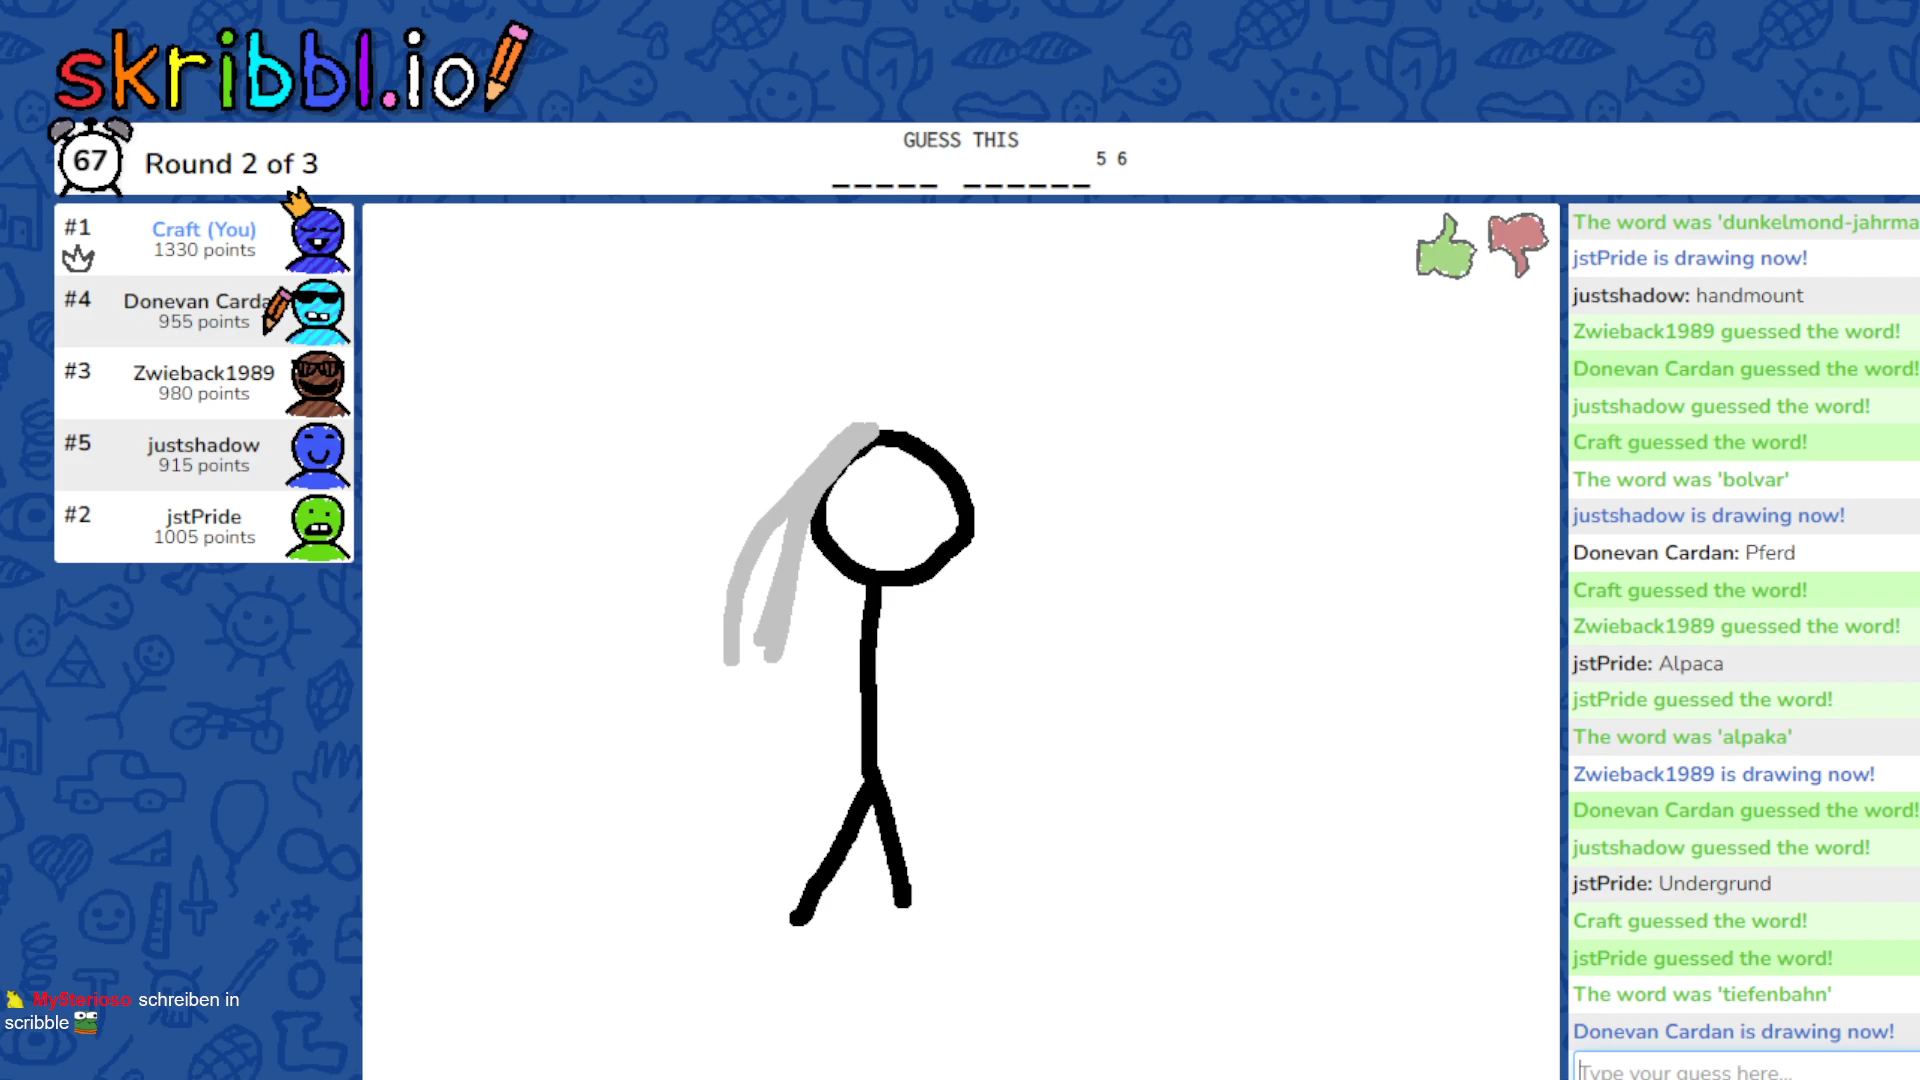 skribbl.io
67
Round 2 of 3
GUESS THIS
_____ ______ 5 6
#1
Craft (You)
1330 points
#4
Donevan Carda
955 points
#3
Zwieback1989
980 points
#5
justshadow
915 points
#2
jstPride
1005 points
The word was 'dunkelmond-jahrma
jstPride is drawing now!
justshadow: handmount
Zwieback1989 guessed the word!
Donevan Cardan guessed the word!
justshadow guessed the word!
Craft guessed the word!
The word was 'bolvar'
justshadow is drawing now!
Donevan Cardan: Pferd
Craft guessed the word!
Zwieback1989 guessed the word!
jstPride: Alpaca
jstPride guessed the word!
The word was 'alpaka'
Zwieback1989 is drawing now!
Donevan Cardan guessed the word!
justshadow guessed the word!
jstPride: Undergrund
Craft guessed the word!
jstPride guessed the word!
The word was 'tiefenbahn'
Donevan Cardan is drawing now!
Type your guess here...
My5terioso schreiben in
scribble